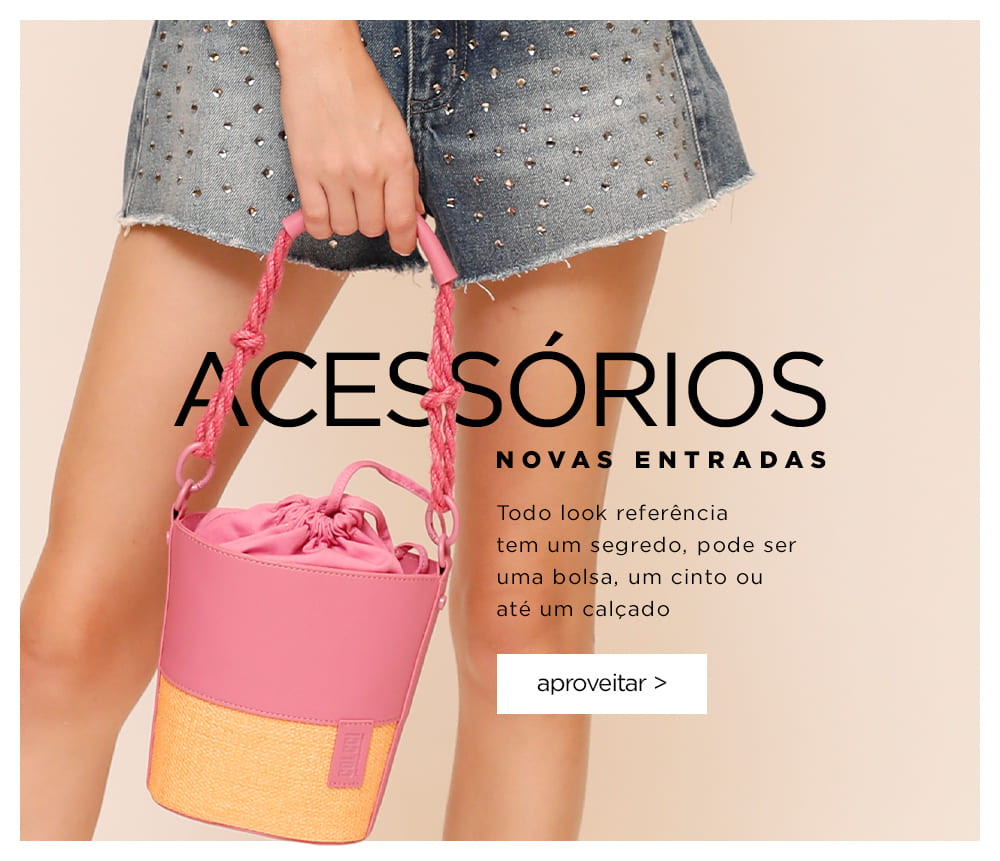 ACESSÓRIOS
NOVAS ENTRADAS
Todo look referência
tem um segredo, pode ser
uma bolsa, um cinto ou
até um calçado
aproveitar >
COLCCI